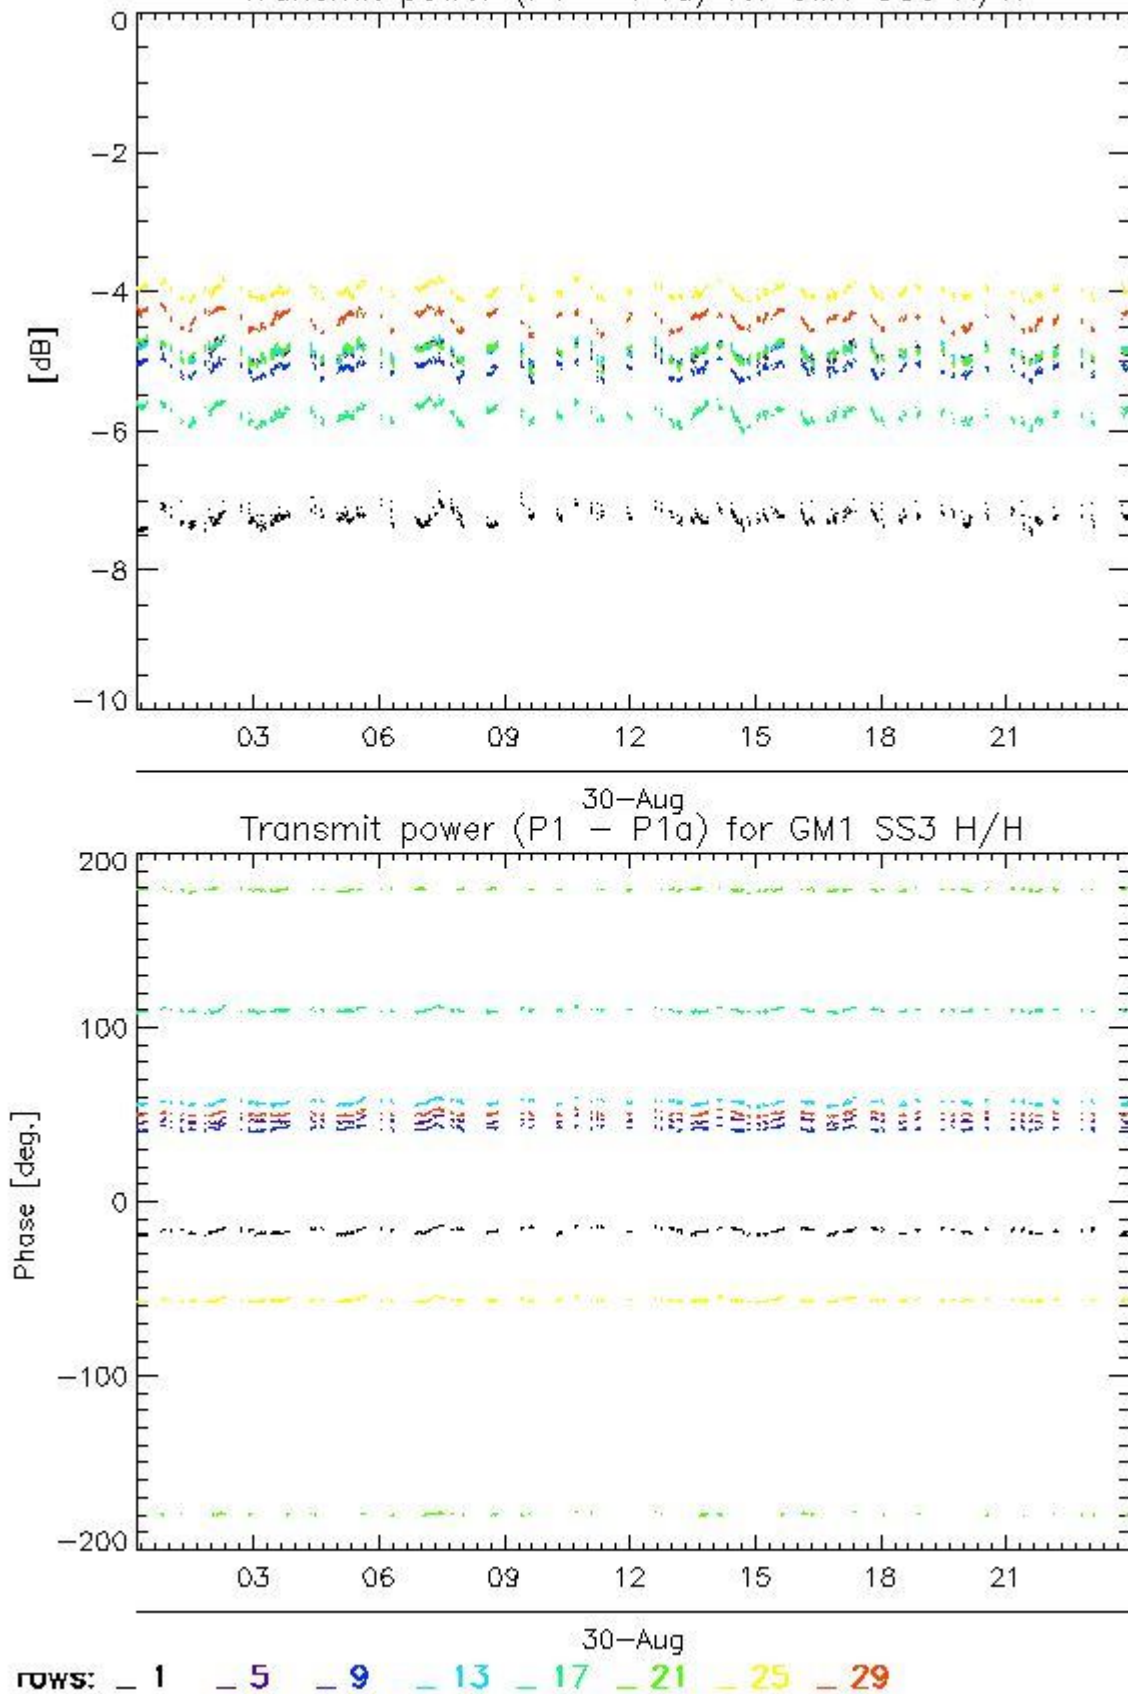 0
−2
−4
[dB]
−6
−8
−10
03 06 09 12 15 18 21
30−Aug
Transmit power (P1 − P1a) for GM1 SS3 H/H
200
100
Phase [deg.]
0
−100
−200
03 06 09 12 15 18 21
30−Aug
rows: _ 1 _ 5 _ 9 _ 13 _ 17 _ 21 _ 25 _ 29